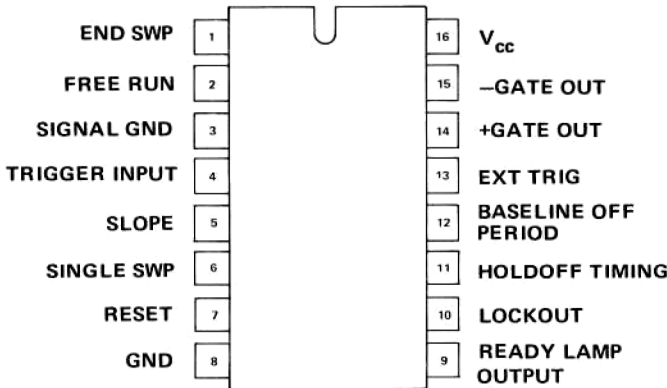 END SWP 1
FREE RUN 2
SIGNAL GND 3
TRIGGER INPUT 4
SLOPE 5
SINGLE SWP 6
RESET 7
GND 8
16 Vcc
15 –GATE OUT
14 +GATE OUT
13 EXT TRIG
12 BASELINE OFF
PERIOD
11 HOLDOFF TIMING
10 LOCKOUT
9 READY LAMP
OUTPUT